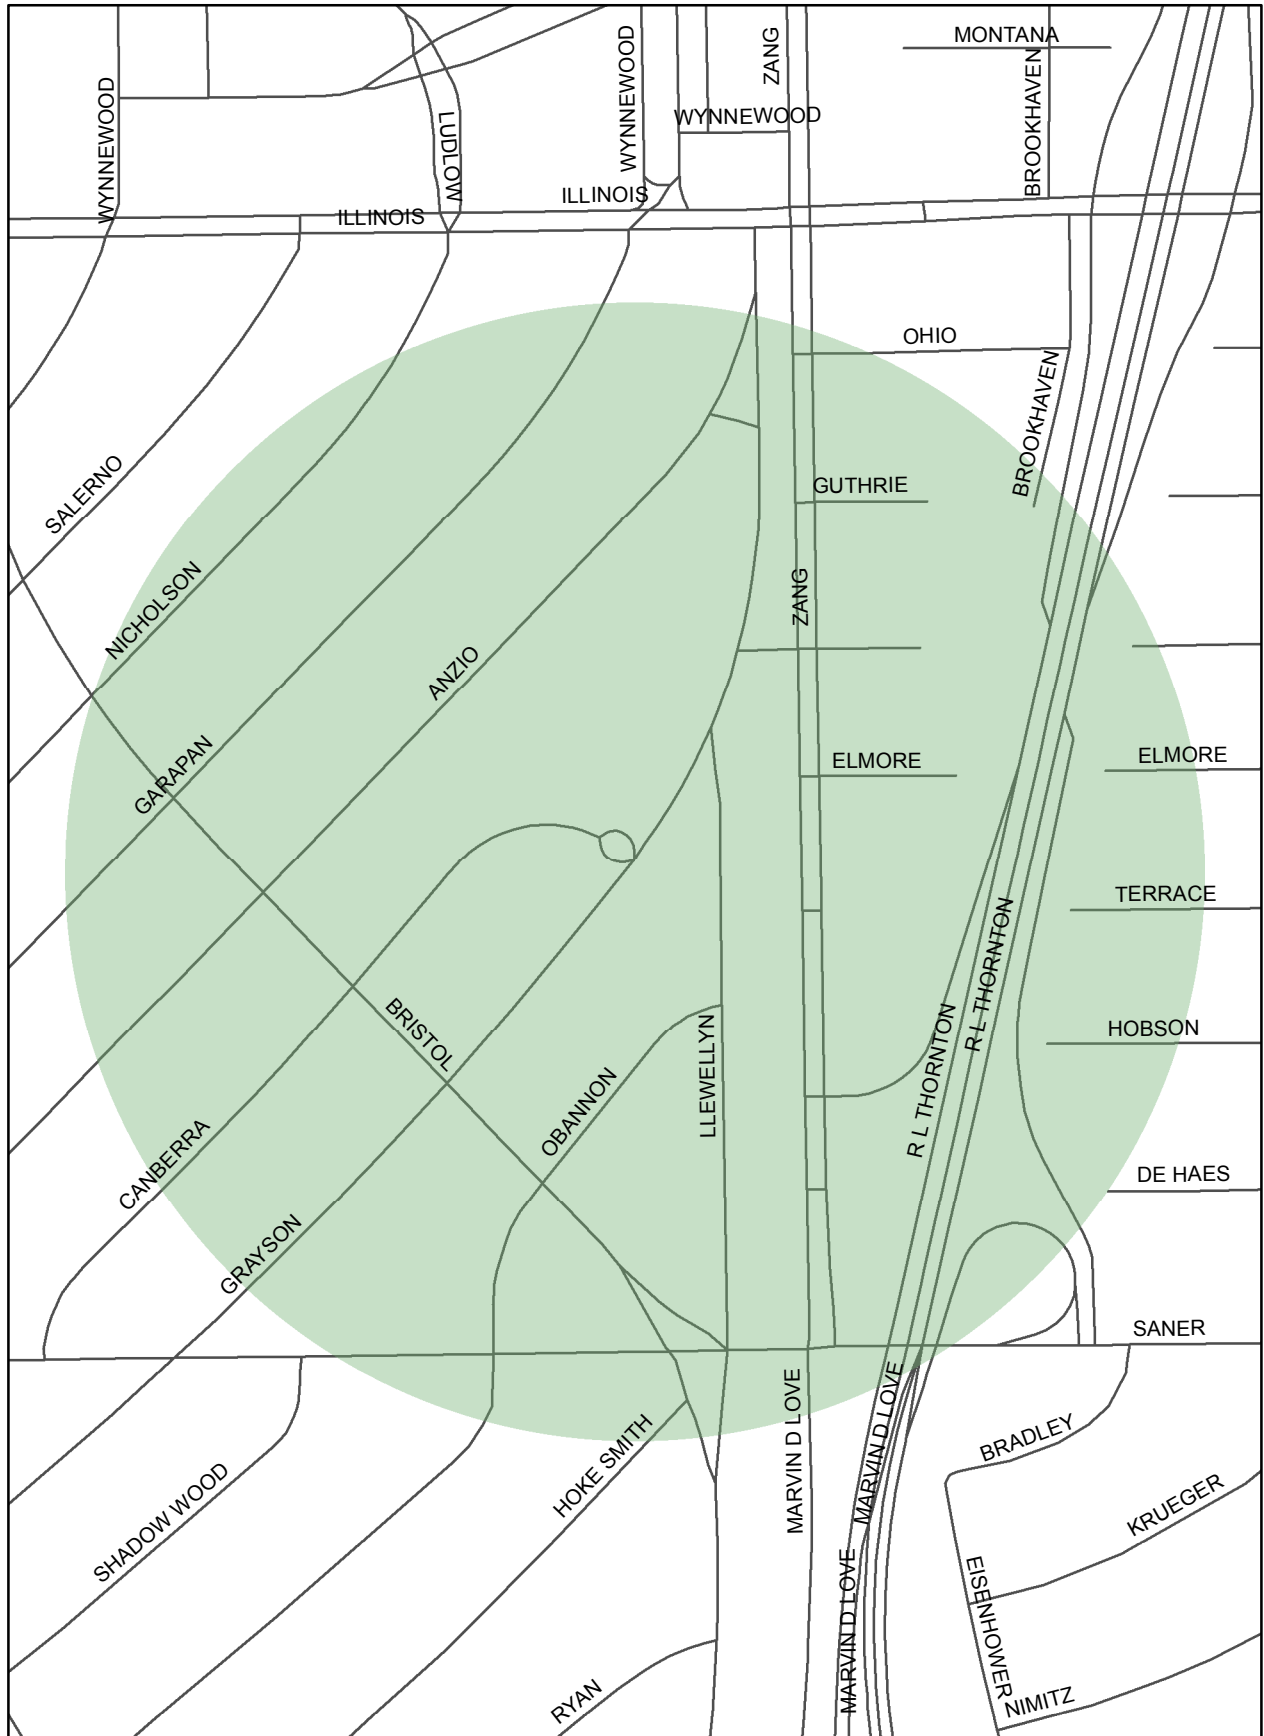 MONTANA
ZANG
WYNNEWOOD
WYNNEWOOD
BROOKHAVEN
WYNNEWOOD
LUDLOW
ILLINOIS
ILLINOIS
OHIO
BROOKHAVEN
SALERNO
GUTHRIE
NICHOLSON
ZANG
ANZIO
GARAPAN
ELMORE
ELMORE
TERRACE
R L THORNTON
BRISTOL
R L THORNTON
HOBSON
LLEWELLYN
OBANNON
CANBERRA
DE HAES
GRAYSON
SANER
MARVIN D LOVE
MARVIN D LOVE
BRADLEY
HOKE SMITH
SHADOW WOOD
KRUEGER
MARVIN D LOVE
EISENHOWER
RYAN
NIMITZ